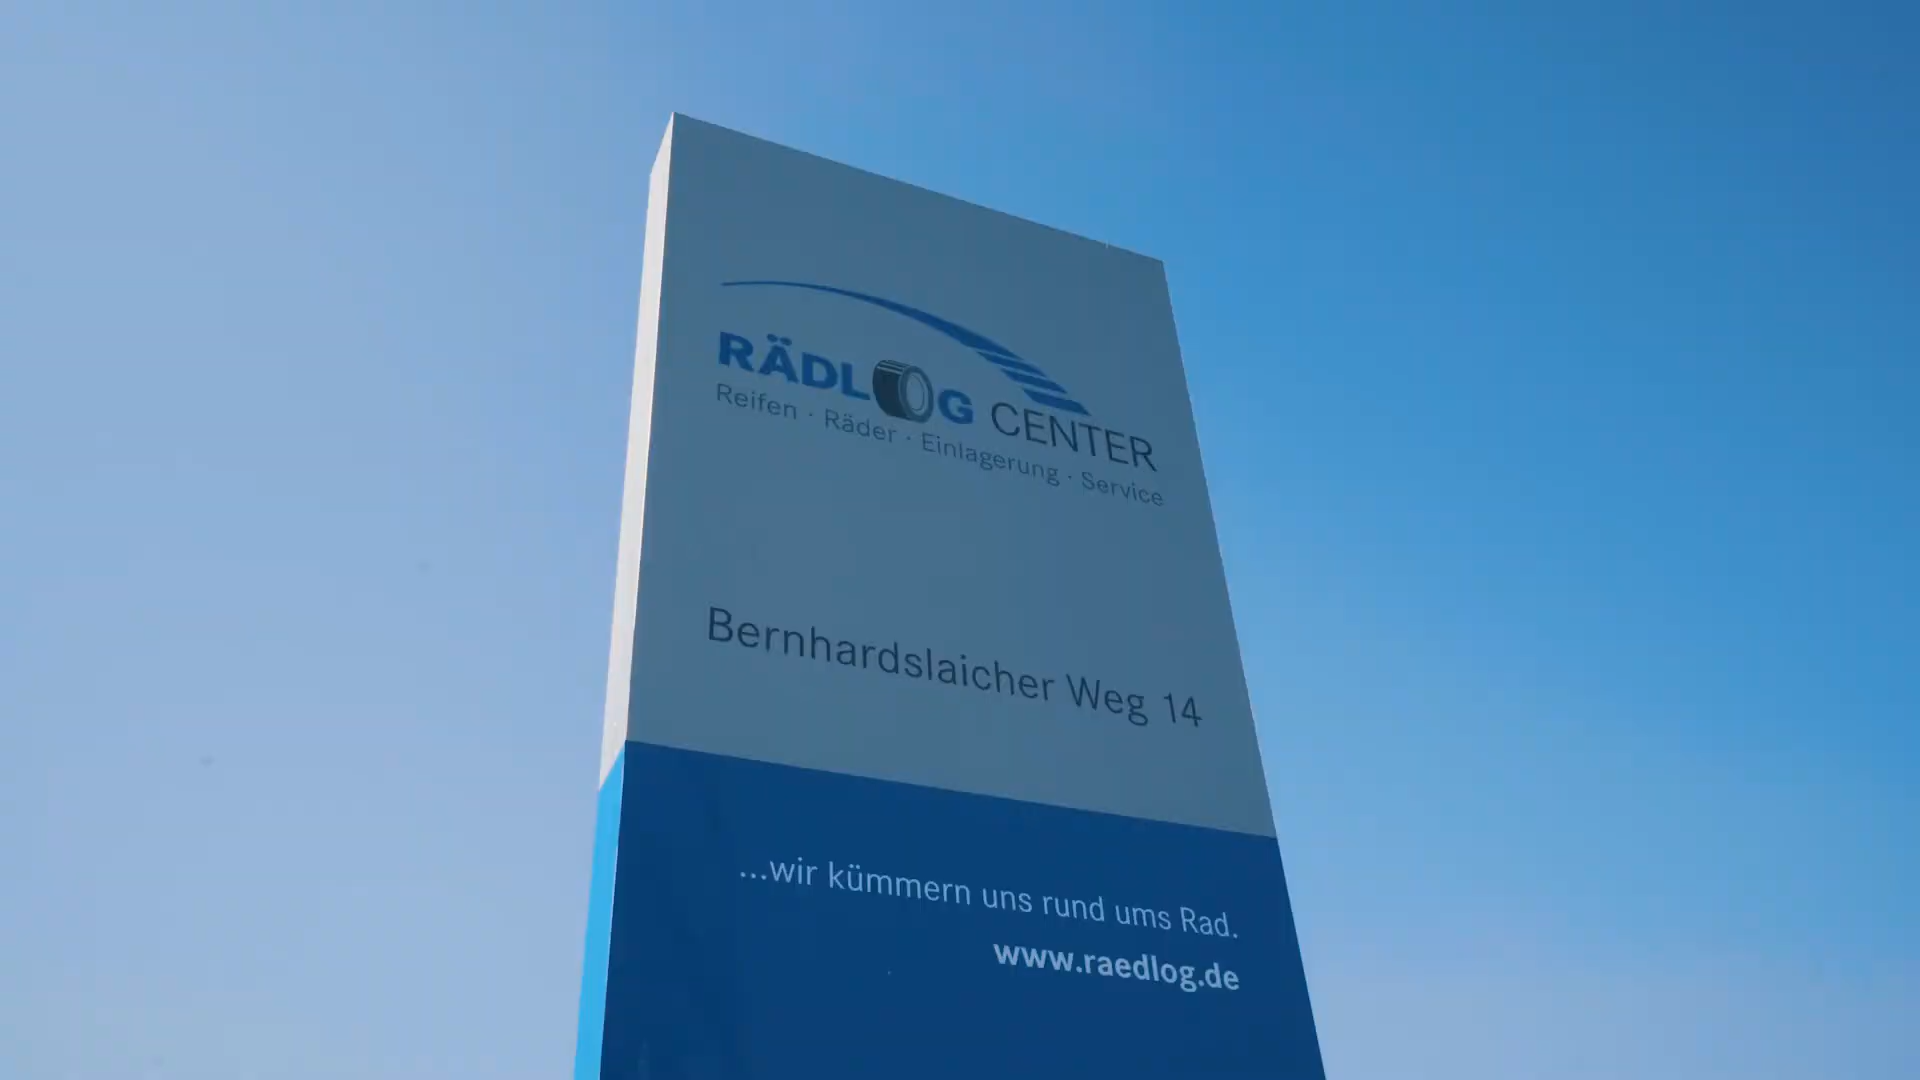 RÄDLOG CENTER
Reifen · Räder · Einlagerung · Service
Bernhardslaicher Weg 14
...wir kümmern uns rund ums Rad.
www.raedlog.de